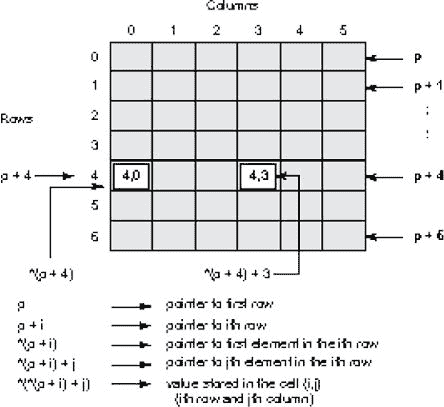 Columns
0 1 2 3 4 5
0 p
1 p + 1
2
Rows
3
p + 4 4 4,0 4,3 p + 4
5
6 p + 6
*(p + 4) *(p + 4) + 3
p pointer to first row
p + i pointer to ith row
*(p + i) pointer to first element in the ith row
*(p + i) + j pointer to jth element in the ith row
*(*(p + i) + j) value stored in the cell (i,j)
(ith row and jth column)